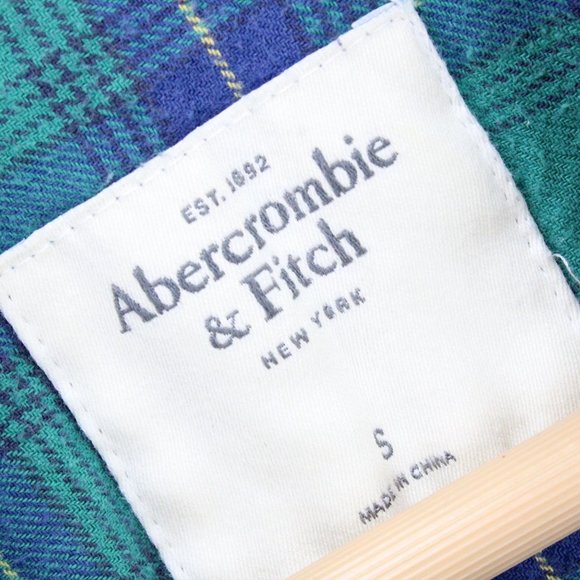 EST. 1892
Abercrombie
& Fitch
NEW YORK
S
MADE IN CHINA